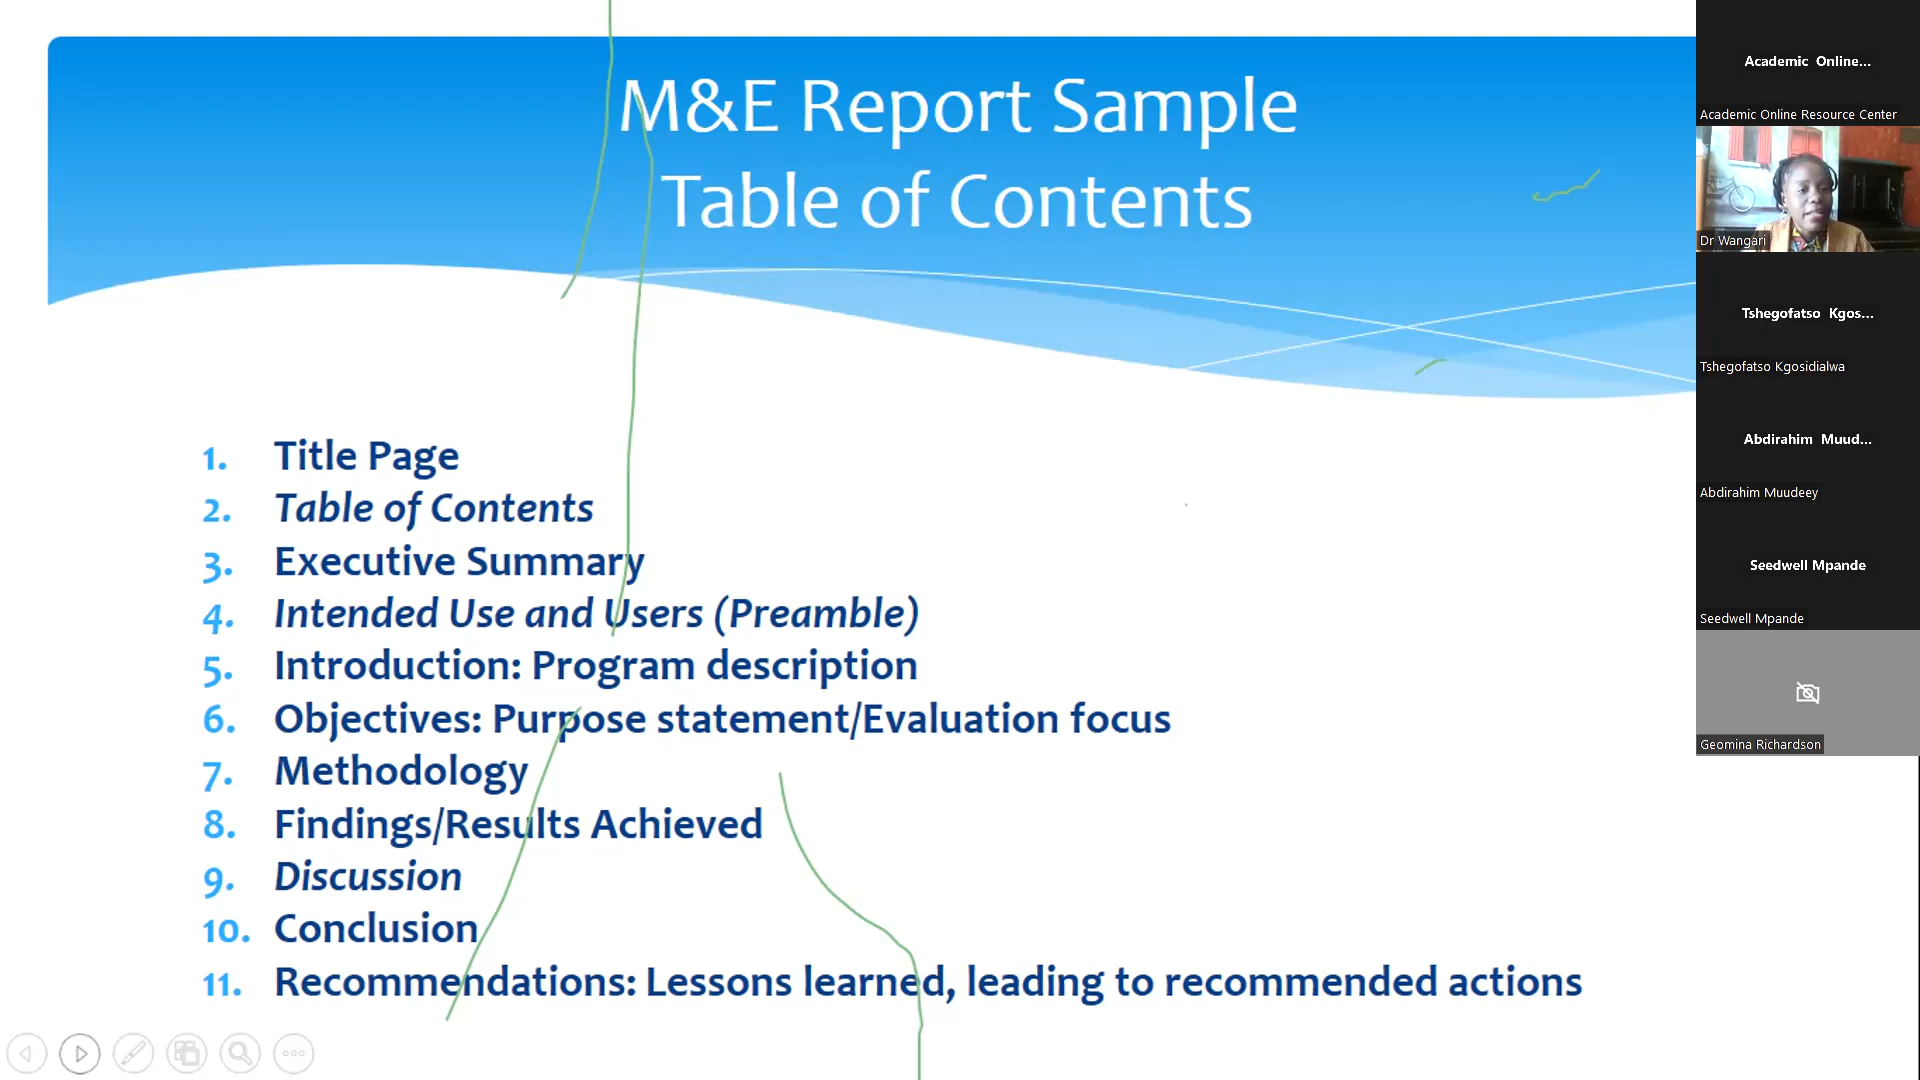 M&E Report Sample
Table of Contents
1. Title Page
2. Table of Contents
3. Executive Summary
4. Intended Use and Users (Preamble)
5. Introduction: Program description
6. Objectives: Purpose statement/Evaluation focus
7. Methodology
8. Findings/Results Achieved
9. Discussion
10. Conclusion
11. Recommendations: Lessons learned, leading to recommended actions
Academic Online...
Academic Online Resource Center
Dr Wangari
Tshegofatso Kgos...
Tshegofatso Kgosidialwa
Abdirahim Muud...
Abdirahim Muudeey
Seedwell Mpande
Seedwell Mpande
Geomina Richardson